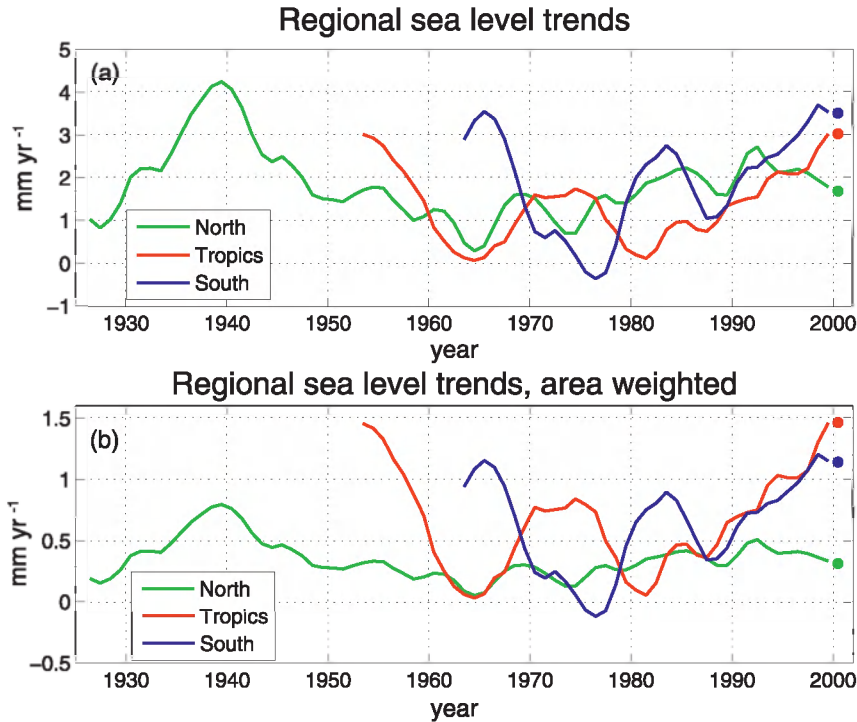 Regional sea level trends
(a)
mm yr -1
5
4
3
2
1
0
−1
North
Tropics
South
1930 1940 1950 1960 1970 1980 1990 2000
year
Regional sea level trends, area weighted
(b)
mm yr -1
1.5
1
0.5
0
−0.5
North
Tropics
South
1930 1940 1950 1960 1970 1980 1990 2000
year